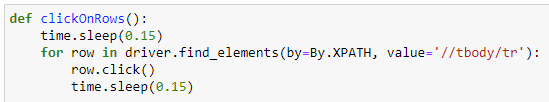 def clickOnRows():
    time.sleep(0.15)
    for row in driver.find_elements(by=By.XPATH, value='//tbody/tr'):
        row.click()
        time.sleep(0.15)